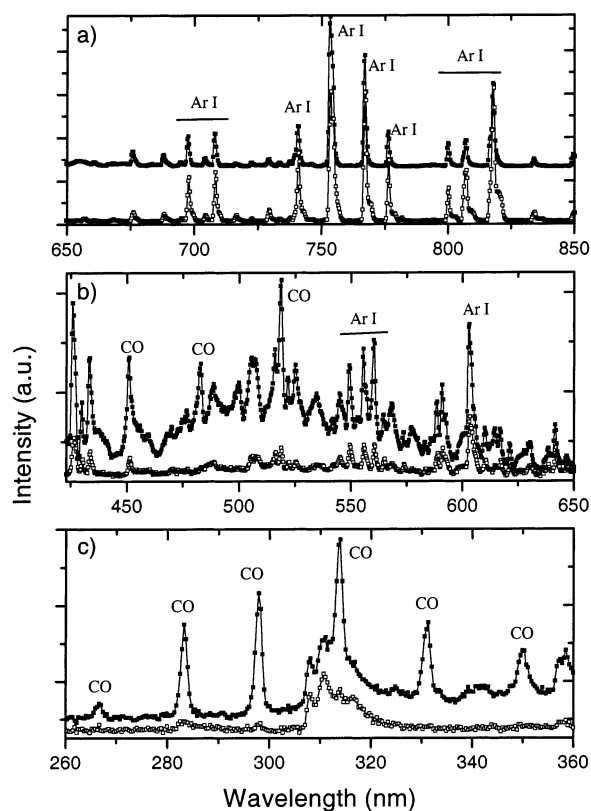 a)
Ar I
Ar I
Ar I
Ar I
Ar I
Ar I
650 700 750 800 850
b)
CO
CO
CO
Ar I
Ar I
450 500 550 600 650
Intensity (a.u.)
c)
CO
CO
CO
CO
CO
CO
260 280 300 320 340 360
Wavelength (nm)